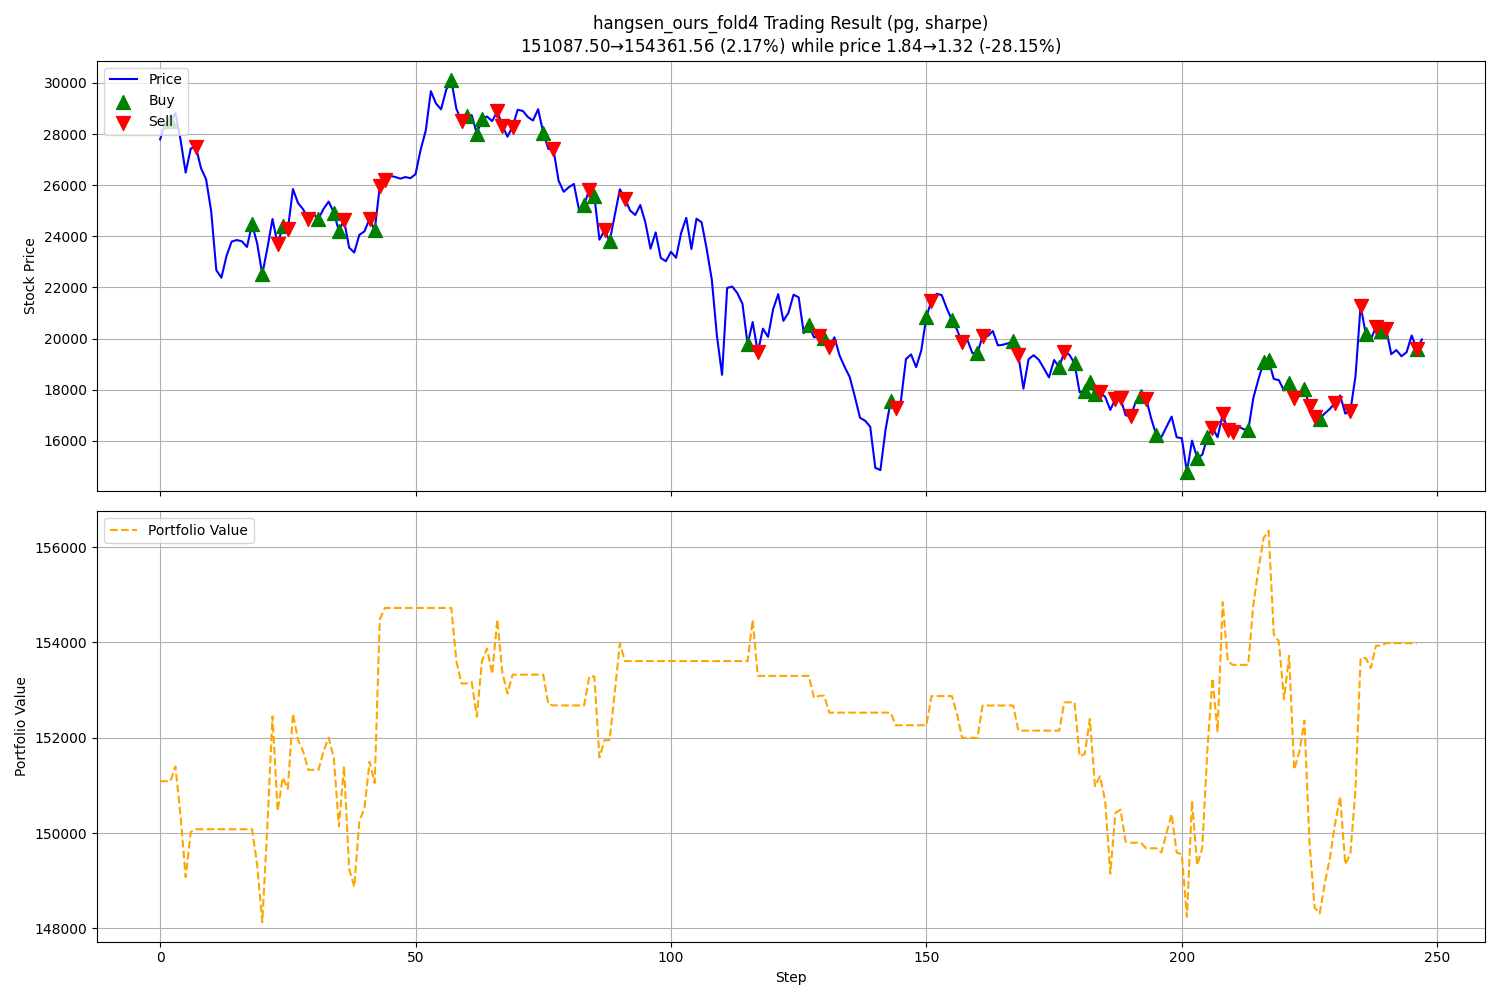 hangsen_ours_fold4 Trading Result (pg, sharpe)
151087.50→154361.56 (2.17%) while price 1.84→1.32 (-28.15%)
Price
Buy
Sell
Stock Price
30000
28000
26000
24000
22000
20000
18000
16000
Portfolio Value
Portfolio Value
156000
154000
152000
150000
148000
0 50 100 150 200 250
Step